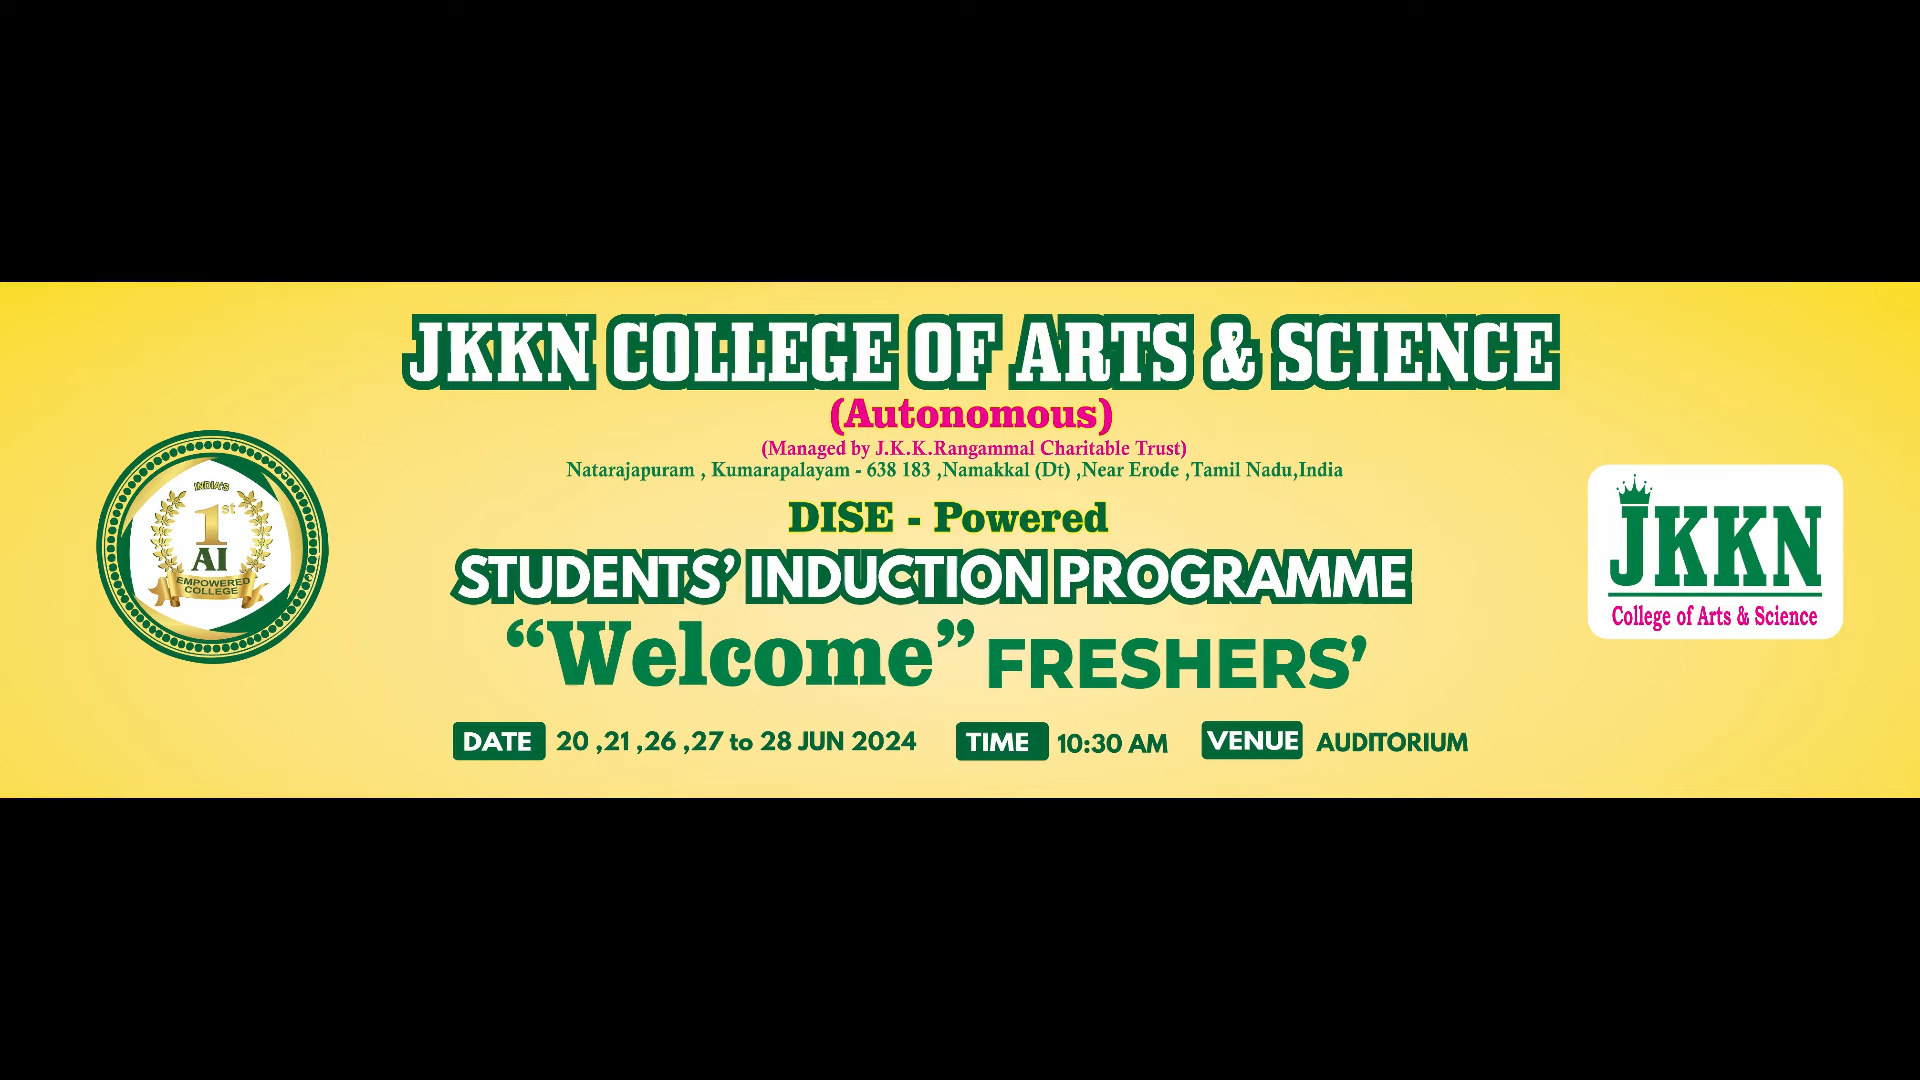 JKKN COLLEGE OF ARTS & SCIENCE
(Autonomous)
(Managed by J.K.K.Rangammal Charitable Trust)
Natarajapuram , Kumarapalayam - 638 183 ,Namakkal (Dt) ,Near Erode ,Tamil Nadu,India
INDIA'S
1st
AI
EMPOWERED
COLLEGE
DISE - Powered
STUDENTS’ INDUCTION PROGRAMME
“Welcome” FRESHERS’
JKKN
College of Arts & Science
DATE 20 ,21 ,26 ,27 to 28 JUN 2024 TIME 10:30 AM VENUE AUDITORIUM